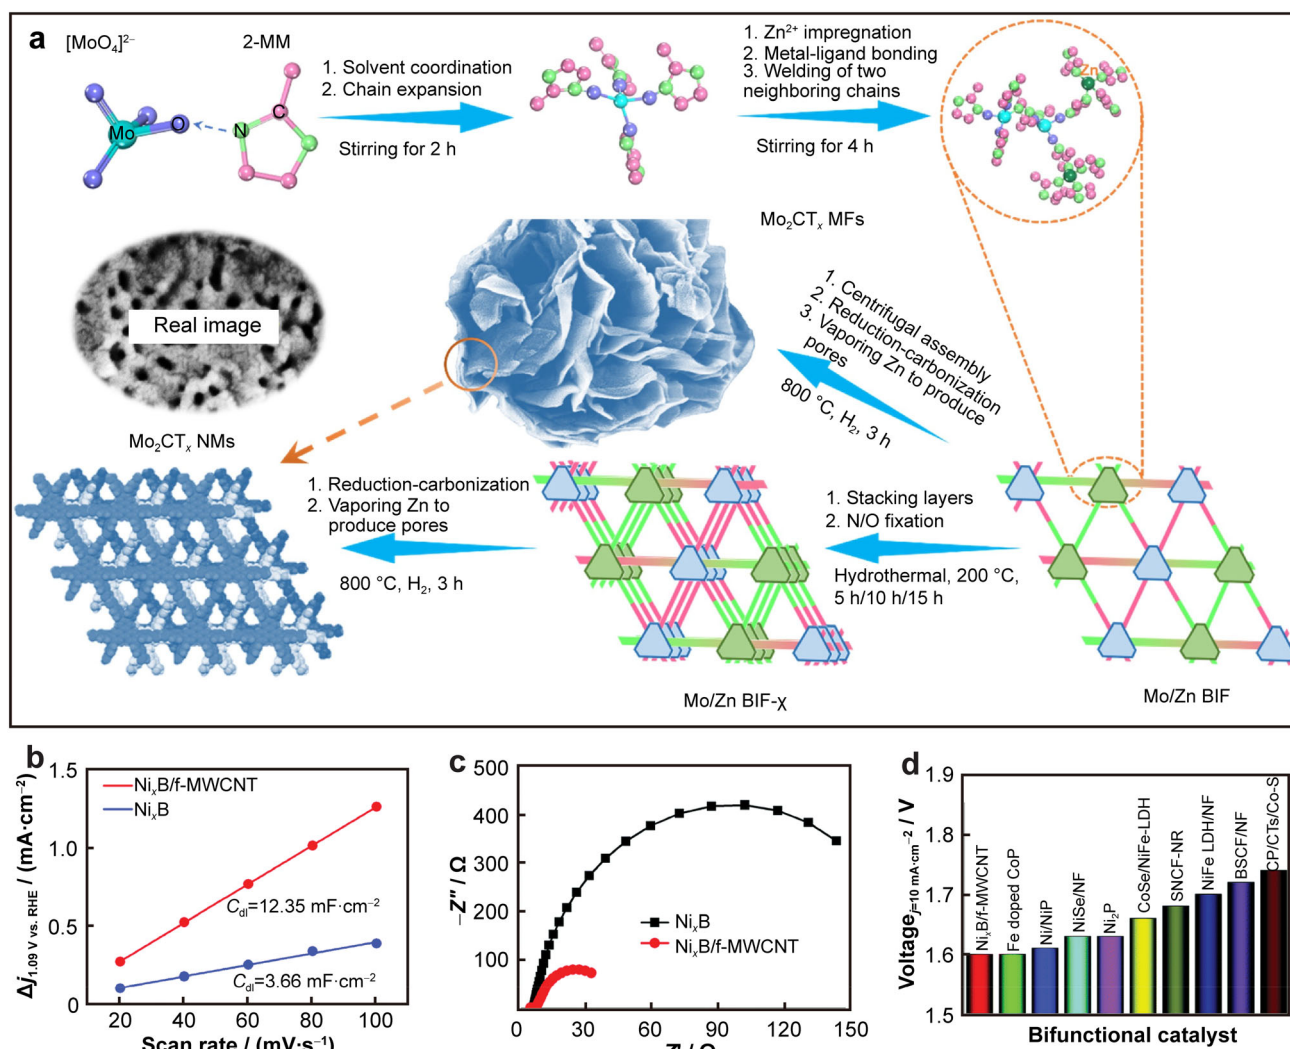 a
[MoO₄]²⁻
2-MM
Mo
O
N
C
1. Solvent coordination
2. Chain expansion
Stirring for 2 h
1. Zn²⁺ impregnation
2. Metal-ligand bonding
3. Welding of two
neighboring chains
Stirring for 4 h
Zn
Mo₂CTₓ MFs
Real image
Mo₂CTₓ NMs
1. Centrifugal assembly
2. Reduction-carbonization
3. Vaporing Zn to produce
pores
800 °C, H₂, 3 h
1. Reduction-carbonization
2. Vaporing Zn to
produce pores
800 °C, H₂, 3 h
1. Stacking layers
2. N/O fixation
Hydrothermal, 200 °C,
5 h/10 h/15 h
Mo/Zn BIF-χ
Mo/Zn BIF
b
Δj₁.₀₉ V vs. RHE / (mA·cm⁻²)
1.5
1.0
0.5
0
NiₓB/f-MWCNT
NiₓB
C_dl=12.35 mF·cm⁻²
C_dl=3.66 mF·cm⁻²
20 40 60 80 100
Scan rate / (mV·s⁻¹)
c
−Z″ / Ω
500
400
300
200
100
NiₓB
NiₓB/f-MWCNT
0 30 60 90 120 150
d
Voltage_j=10 mA·cm⁻² / V
1.9
1.8
1.7
1.6
1.5
NiₓB/f-MWCNT
Fe doped CoP
Ni/NiP
NiSe/NF
Ni₂P
CoSe/NiFe-LDH
SNCF-NR
NiFe LDH/NF
BSCF/NF
CP/CTs/Co-S
Bifunctional catalyst